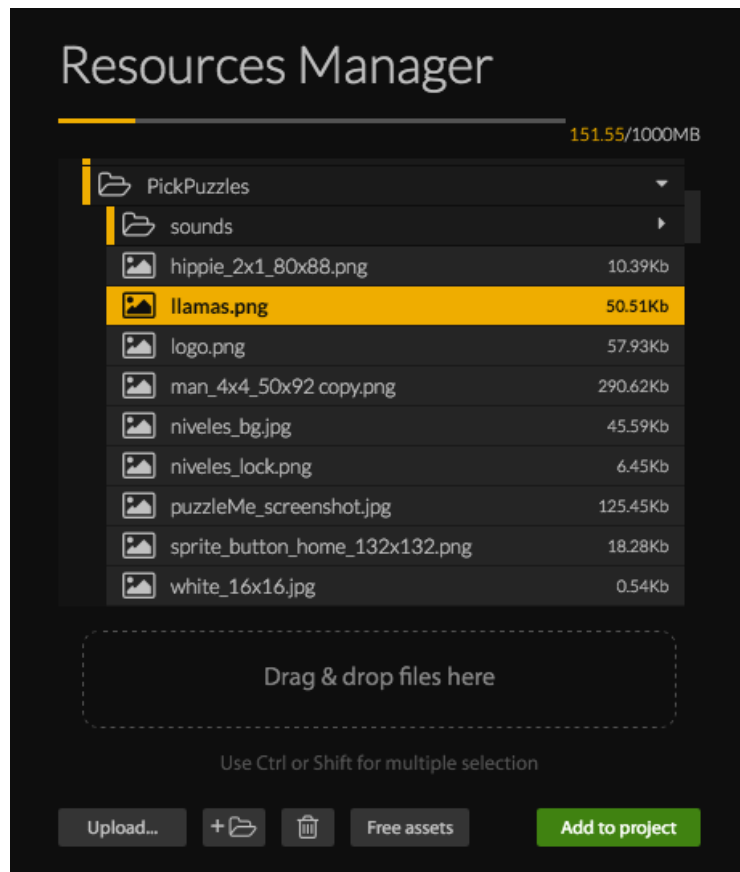 Resources Manager
151.55/1000MB
PickPuzzles
sounds
hippie_2x1_80x88.png 10.39Kb
llamas.png 50.51Kb
logo.png 57.93Kb
man_4x4_50x92 copy.png 290.62Kb
niveles_bg.jpg 45.59Kb
niveles_lock.png 6.45Kb
puzzleMe_screenshot.jpg 125.45Kb
sprite_button_home_132x132.png 18.28Kb
white_16x16.jpg 0.54Kb
Drag & drop files here
Use Ctrl or Shift for multiple selection
Upload... + Free assets Add to project